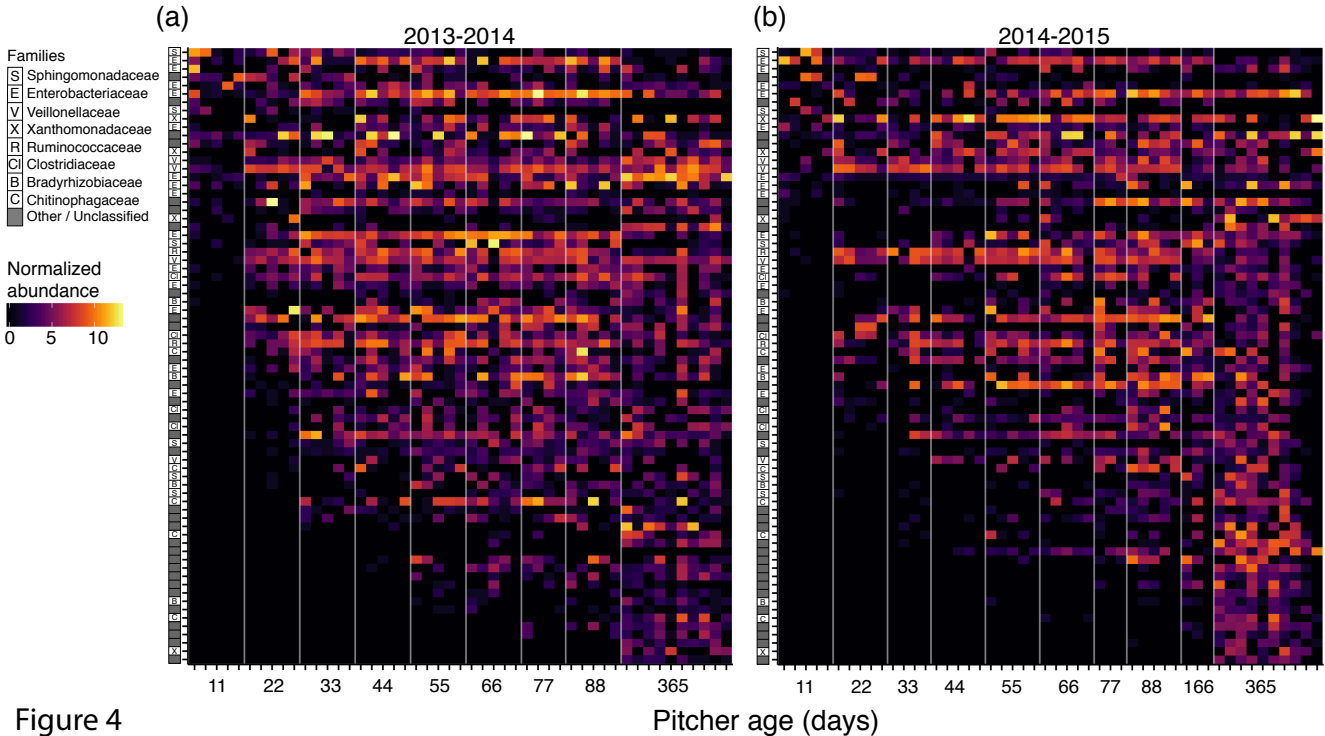 (a)
(b)
2013-2014
2014-2015
Families
S Sphingomonadaceae
E Enterobacteriaceae
V Veillonellaceae
X Xanthomonadaceae
R Ruminococcaceae
Cl Clostridiaceae
B Bradyrhizobiaceae
C Chitinophagaceae
Other / Unclassified
Normalized
abundance
0 5 10
11 22 33 44 55 66 77 88 365
11 22 33 44 55 66 77 88 166 365
Figure 4
Pitcher age (days)